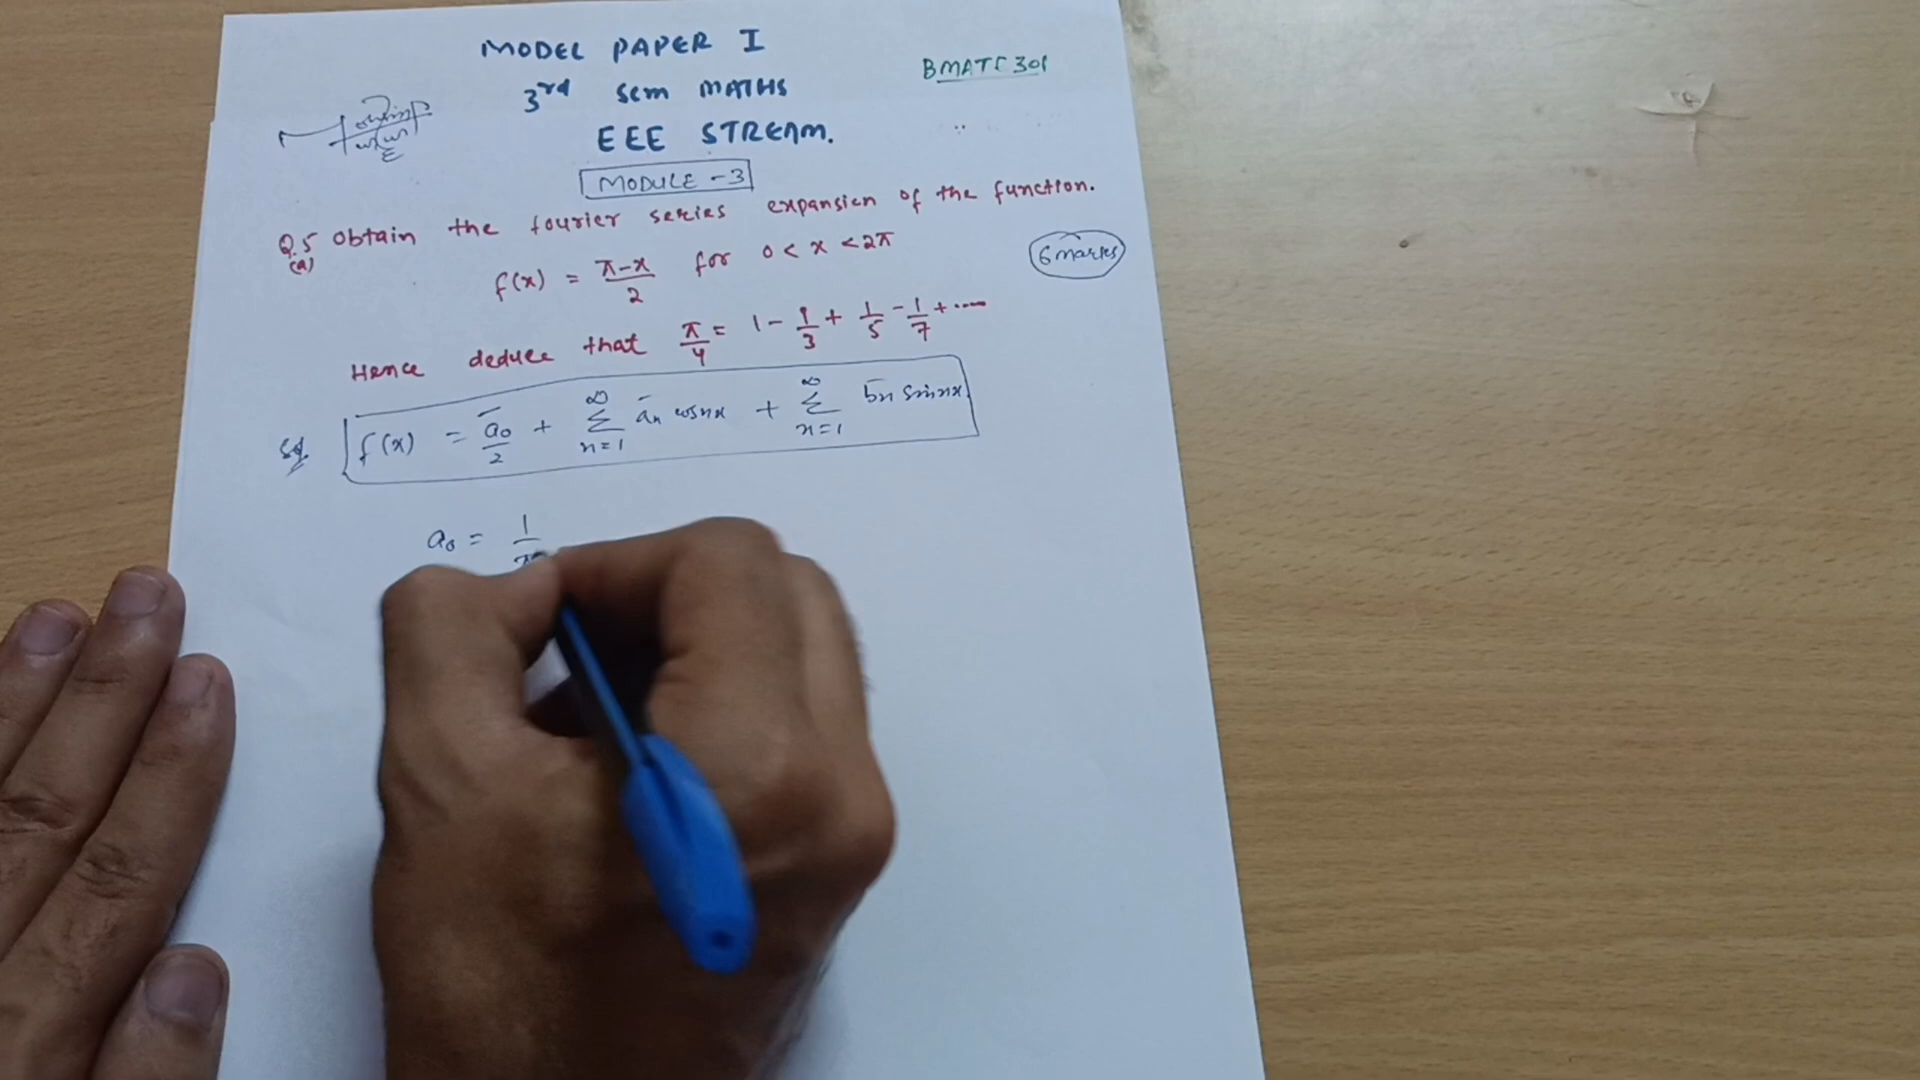 MODEL PAPER I
BMATE301
3rd sem MATHS
EEE STREAM.
MODULE-3
Q.5 Obtain the fourier series expansion of the function.
(a)
f(x) = π-x/2 for 0 < x < 2π
6 marks
Hence deduce that π/4 = 1 - 1/3 + 1/5 - 1/7 + ....
Sol. f(x) = a0/2 + ∞∑n=1 an cosnx + ∞∑n=1 bn sinnx
a0 = 1/π